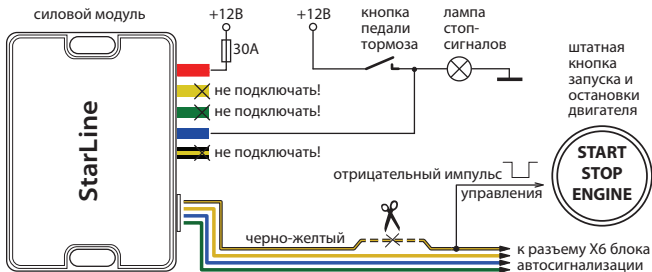 силовой модуль
+12В
30А
+12В
кнопка
педали
тормоза
лампа
стоп-
сигналов
штатная
кнопка
запуска и
остановки
двигателя
StarLine
не подключать!
не подключать!
не подключать!
отрицательный импульс
управления
START
STOP
ENGINE
черно-желтый
к разъему X6 блока
автосигнализации